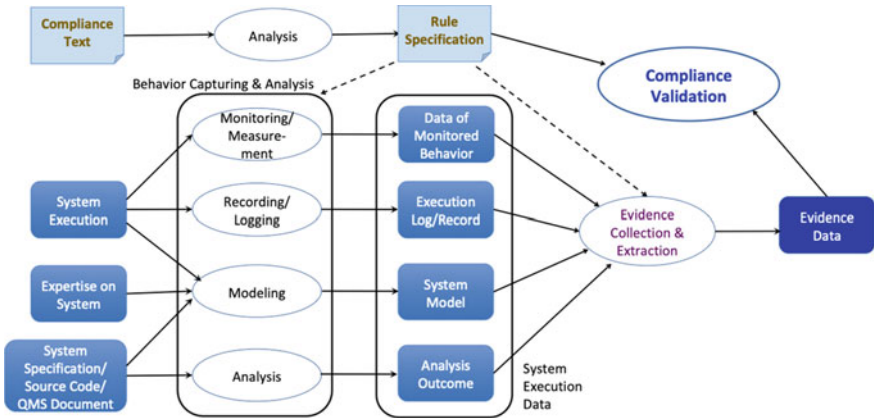 Compliance
Text
Analysis
Rule
Specification
Compliance
Validation
Behavior Capturing & Analysis
Monitoring/
Measure-
ment
Data of
Monitored
Behavior
System
Execution
Recording/
Logging
Execution
Log/Record
Evidence
Collection &
Extraction
Evidence
Data
Expertise on
System
Modeling
System
Model
System
Specification/
Source Code/
QMS Document
Analysis
Analysis
Outcome
System
Execution
Data